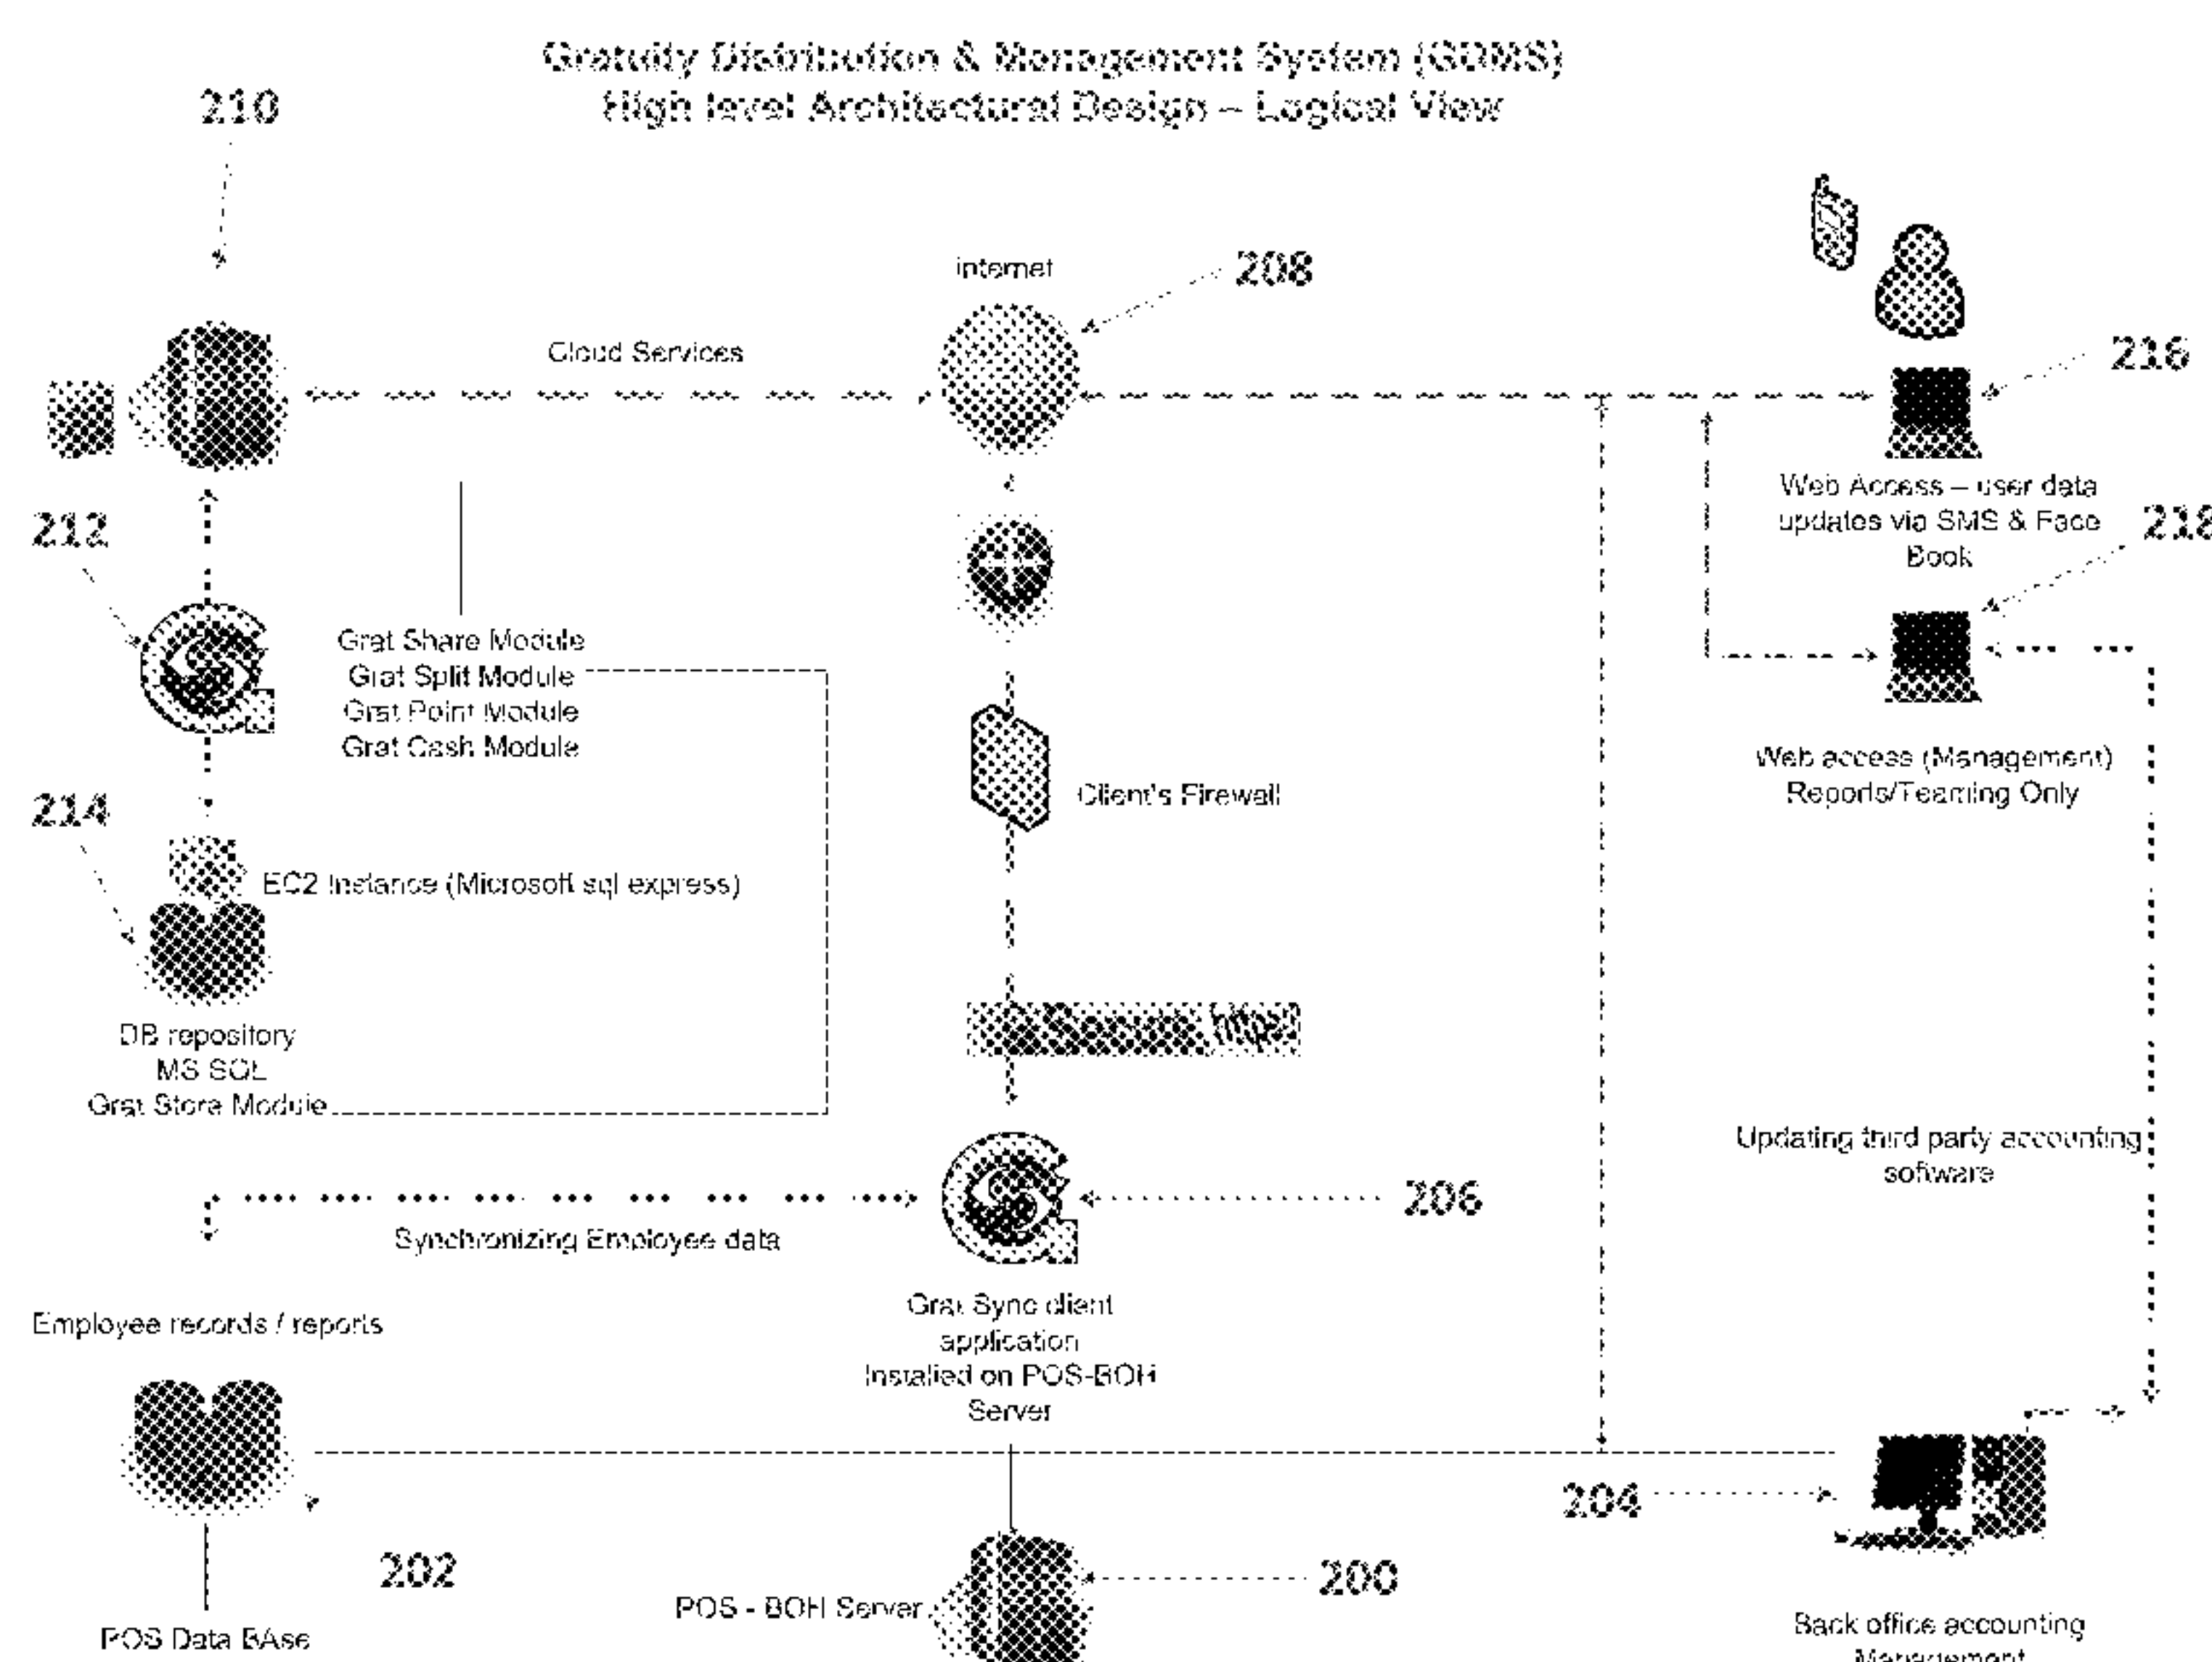 Gratuity Distribution & Management System (GDMS)
High level Architectural Design – Logical View
210
internet
208
Cloud Services
216
Web Access – user data
updates via SMS & Face
Book
212
218
Grat Share Module
Grat Split Module
Grat Point Module
Grat Cash Module
Web access (Management)
Reports/Teaming Only
Client's Firewall
214
EC2 Instance (Microsoft sql express)
DB repository
MS SQL
Grat Store Module
Secure https
Updating third party accounting
software
206
Synchronizing Employee data
Grat Sync client
application
Installed on POS-BOH
Server
Employee records / reports
204
202
200
POS - BOH Server
POS Data BAse
Back office accounting
Management